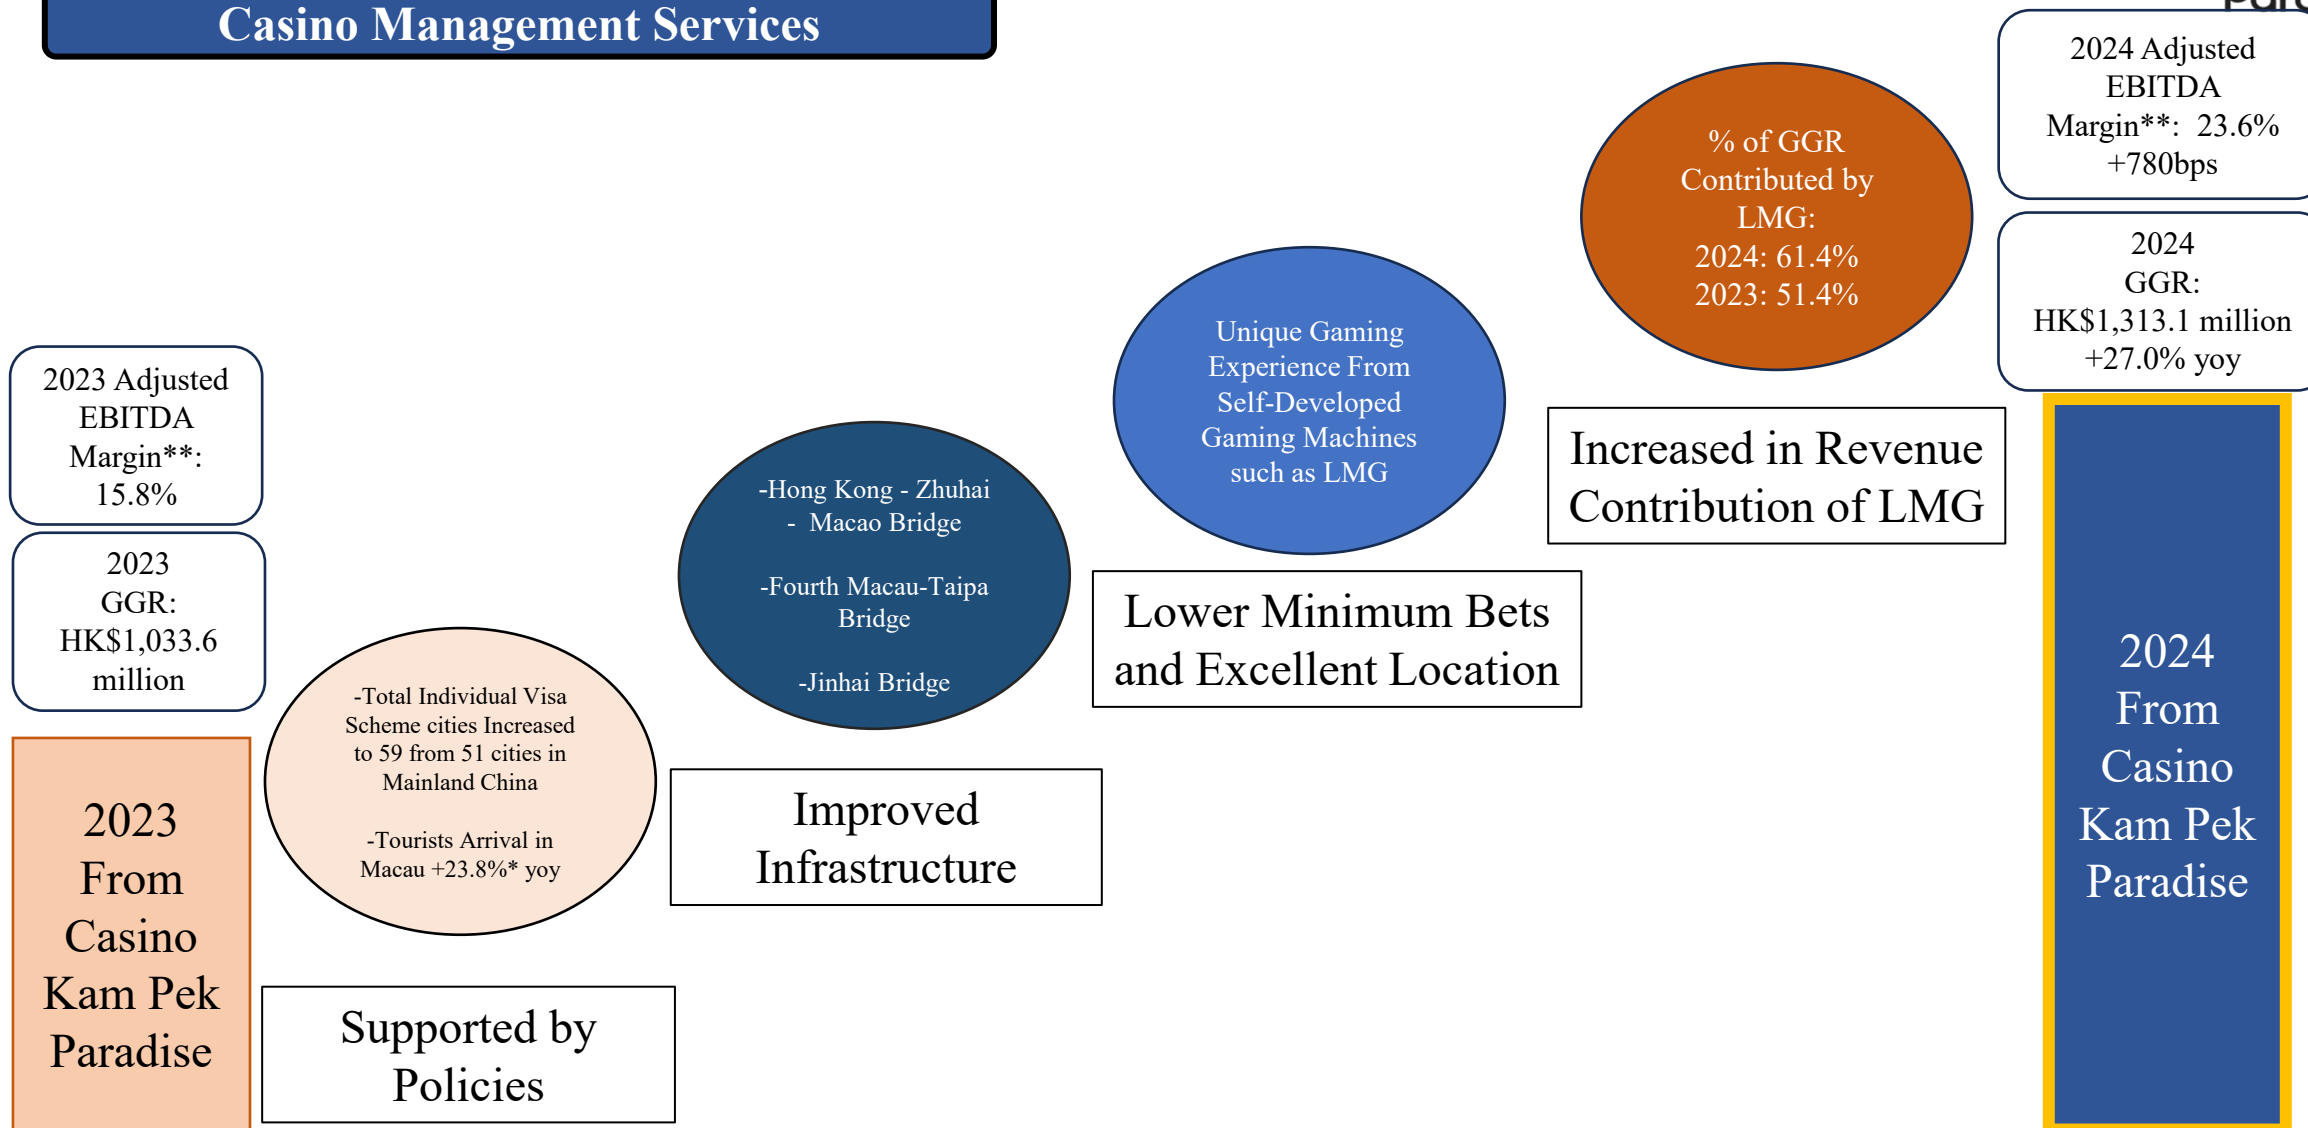 Casino Management Services
2023 Adjusted
EBITDA
Margin**:
15.8%
2023
GGR:
HK$1,033.6
million
2023
From
Casino
Kam Pek
Paradise
-Total Individual Visa
Scheme cities Increased
to 59 from 51 cities in
Mainland China
-Tourists Arrival in
Macau +23.8%* yoy
Supported by
Policies
-Hong Kong - Zhuhai
- Macao Bridge
-Fourth Macau-Taipa
Bridge
-Jinhai Bridge
Improved
Infrastructure
Unique Gaming
Experience From
Self-Developed
Gaming Machines
such as LMG
Lower Minimum Bets
and Excellent Location
% of GGR
Contributed by
LMG:
2024: 61.4%
2023: 51.4%
Increased in Revenue
Contribution of LMG
2024 Adjusted
EBITDA
Margin**: 23.6%
+780bps
2024
GGR:
HK$1,313.1 million
+27.0% yoy
2024
From
Casino
Kam Pek
Paradise